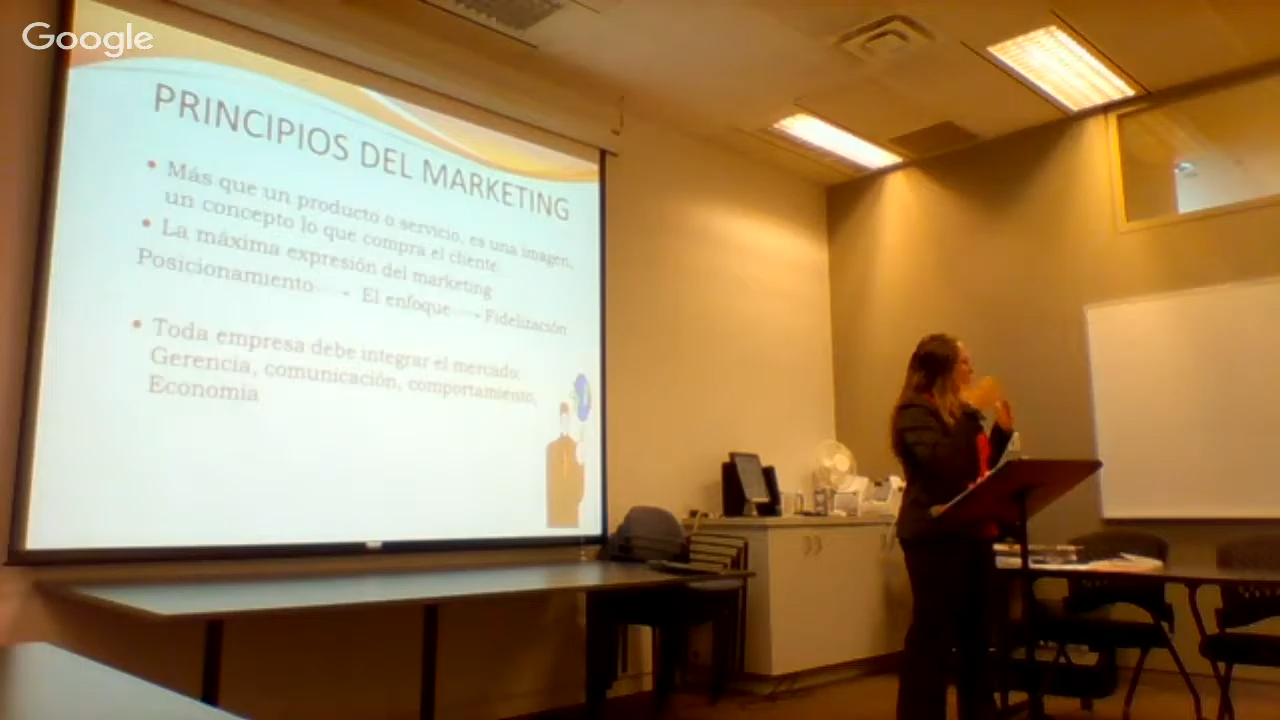 Google
PRINCIPIOS DEL MARKETING
• Más que un producto o servicio, es una imagen,
un concepto lo que compra el cliente.
• La máxima expresión del marketing
Posicionamiento El enfoque Fidelización
• Toda empresa debe integrar el mercado:
Gerencia, comunicación, comportamiento,
Economia